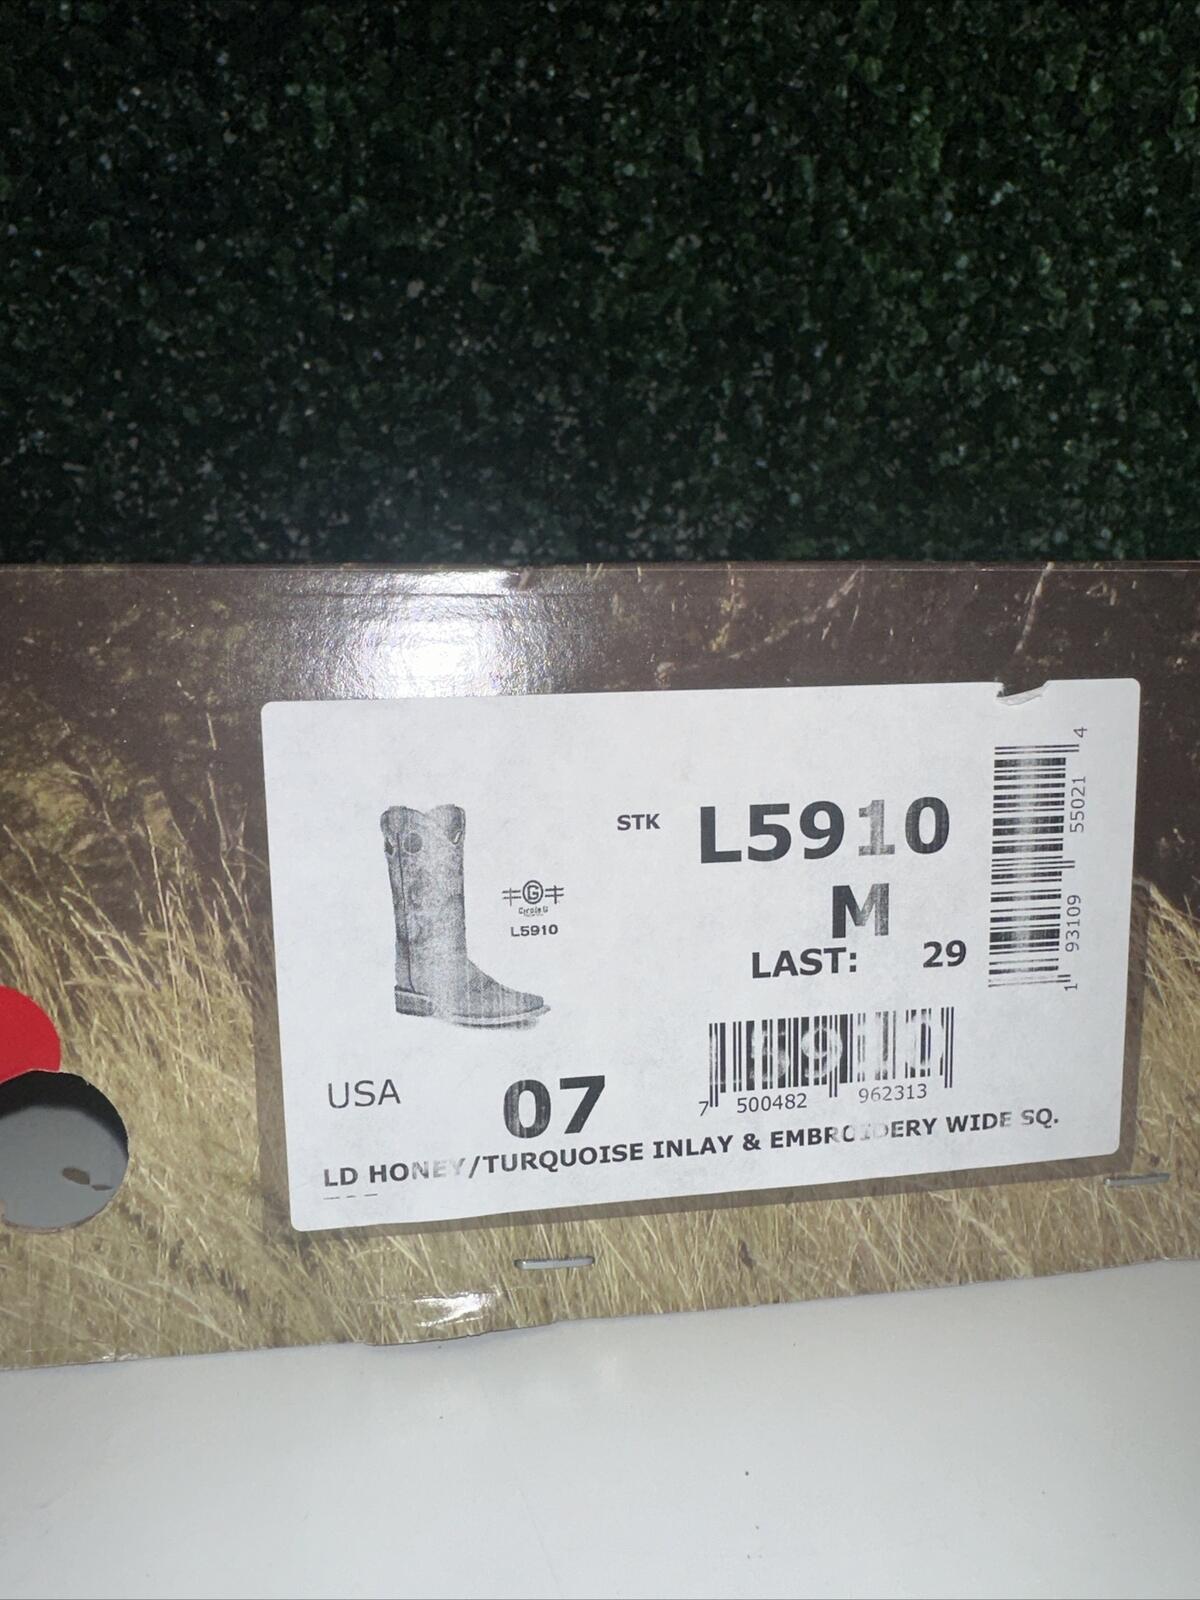 STK L5910
M
LAST: 29
G
Circle G
L5910
USA 07
7 500482 962313
1 93109 55021 4
LD HONEY/TURQUOISE INLAY & EMBROIDERY WIDE SQ.